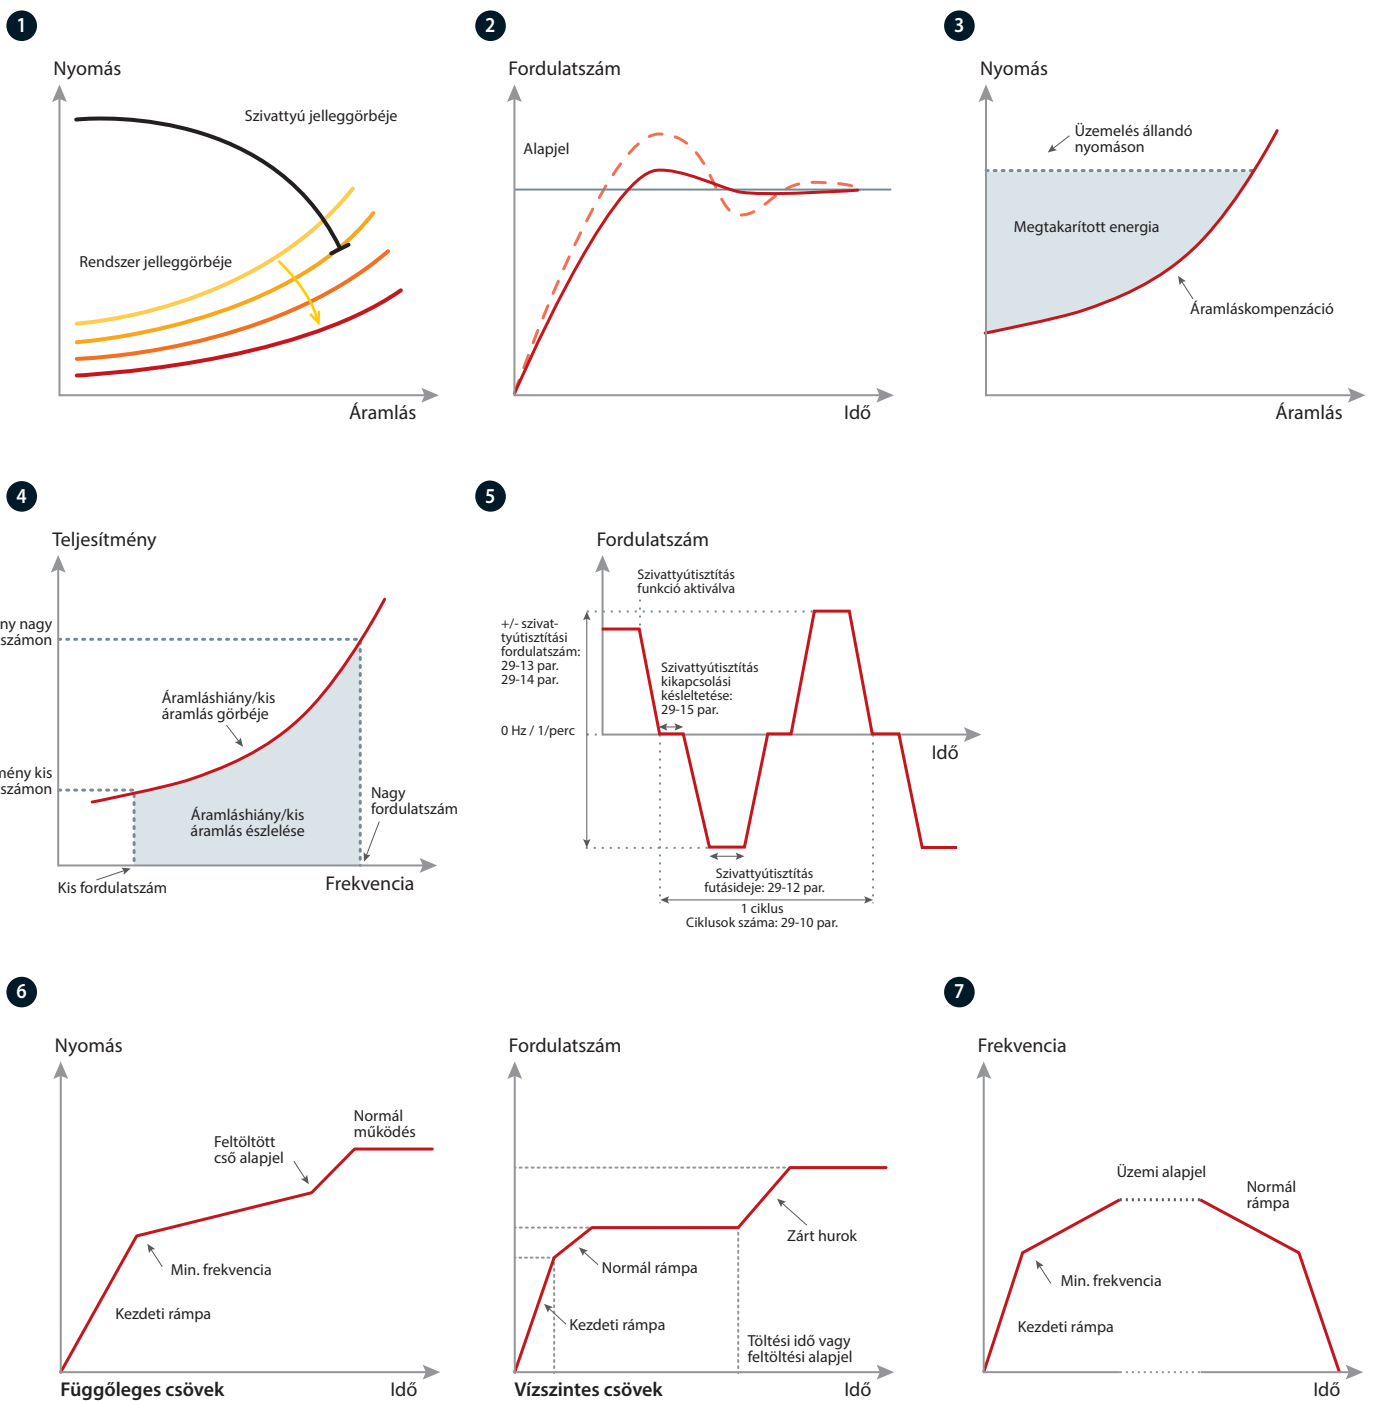 1
Nyomás
Szivattyú jelleggörbéje
Rendszer jelleggörbéje
Áramlás
2
Fordulatszám
Alapjel
Idő
3
Nyomás
Üzemelés állandó
nyomáson
Megtakarított energia
Áramláskompenzáció
Áramlás
4
Teljesítmény
nagy
számon
Áramláshiány/kis
áramlás görbéje
kis
számon
Áramláshiány/kis
áramlás észlelése
Nagy
fordulatszám
Kis fordulatszám
Frekvencia
5
Fordulatszám
Szivattyútisztítás
funkció aktiválva
+/- szivat-
tyútisztítási
fordulatszám:
29-13 par.
29-14 par.
Szivattyútisztítás
kikapcsolási
késleltetése:
29-15 par.
0 Hz / 1/perc
Idő
Szivattyútisztítás
futásideje: 29-12 par.
1 ciklus
Ciklusok száma: 29-10 par.
6
Nyomás
Normál
működés
Feltöltött
cső alapjel
Min. frekvencia
Kezdeti rámpa
Függőleges csövek
Idő
Fordulatszám
Zárt hurok
Normál rámpa
Kezdeti rámpa
Töltési idő vagy
feltöltési alapjel
Vízszintes csövek
Idő
7
Frekvencia
Üzemi alapjel
Normál
rámpa
Min. frekvencia
Kezdeti rámpa
Idő